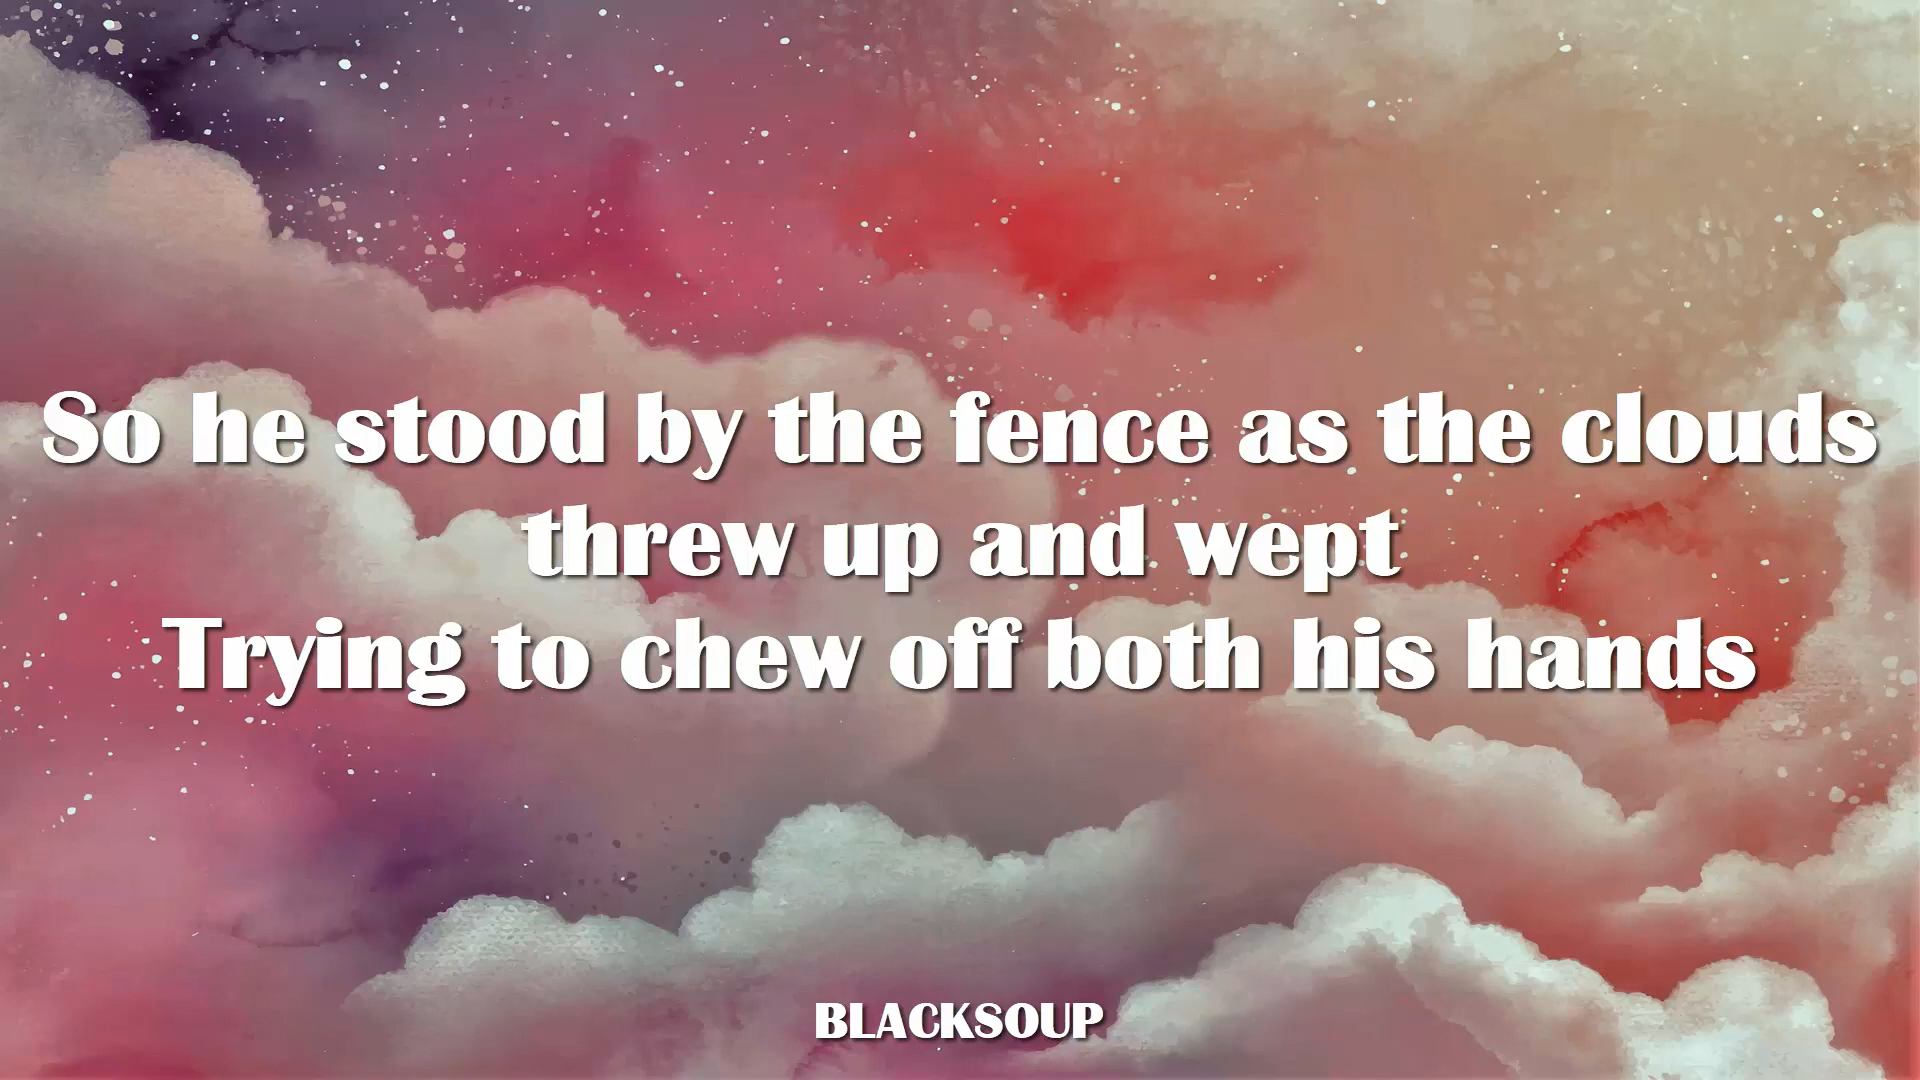 So he stood by the fence as the clouds
threw up and wept
Trying to chew off both his hands
BLACKSOUP